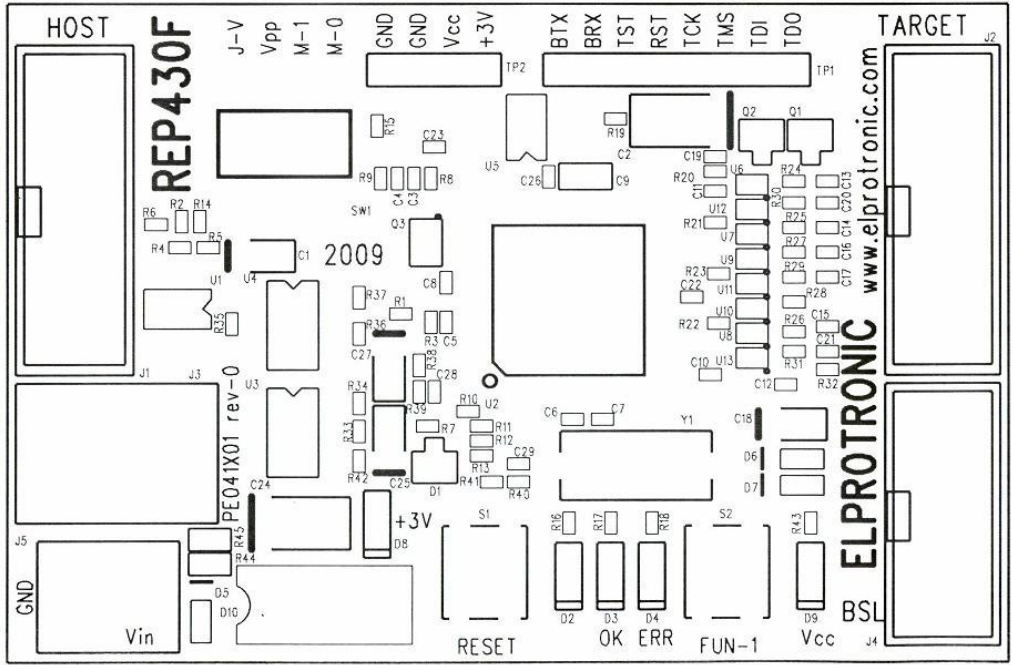 HOST
REP430F
J-V
Vpp
M-1
M-0
GND
GND
Vcc
+3V
TP2
BTX
BRX
TST
RST
TCK
TMS
TDI
TDO
TP1
TARGET
J2
www.elprotronic.com
R15
C23
R9
C4
C3
R8
SW1
U5
R19
C2
C26
C9
Q2
Q1
C19
R20
C11
U6
R24
C13
R30
C20
R6
R2
R14
R4
R5
U4
C1
2009
Q3
R21
U12
U7
R25
C14
U9
R27
C16
U1
C8
R23
U11
R29
C17
R35
R37
R1
C22
U10
R28
R36
R3
C5
R22
U8
R26
C15
C27
R38
U13
R31
C21
C10
C12
R32
J1
J3
U3
R34
R39
C28
U2
R10
C6
C7
Y1
C18
R33
R7
R11
R12
R13
C29
D6
R42
C25
D1
R41
R40
D7
PE041X01 rev-0
C24
+3V
D8
S1
R16
R17
R18
S2
R43
ELPROTRONIC
J5
R45
R44
GND
D5
D10
Vin
RESET
D2
D3
D4
OK ERR
FUN-1
D9
Vcc
BSL
J4